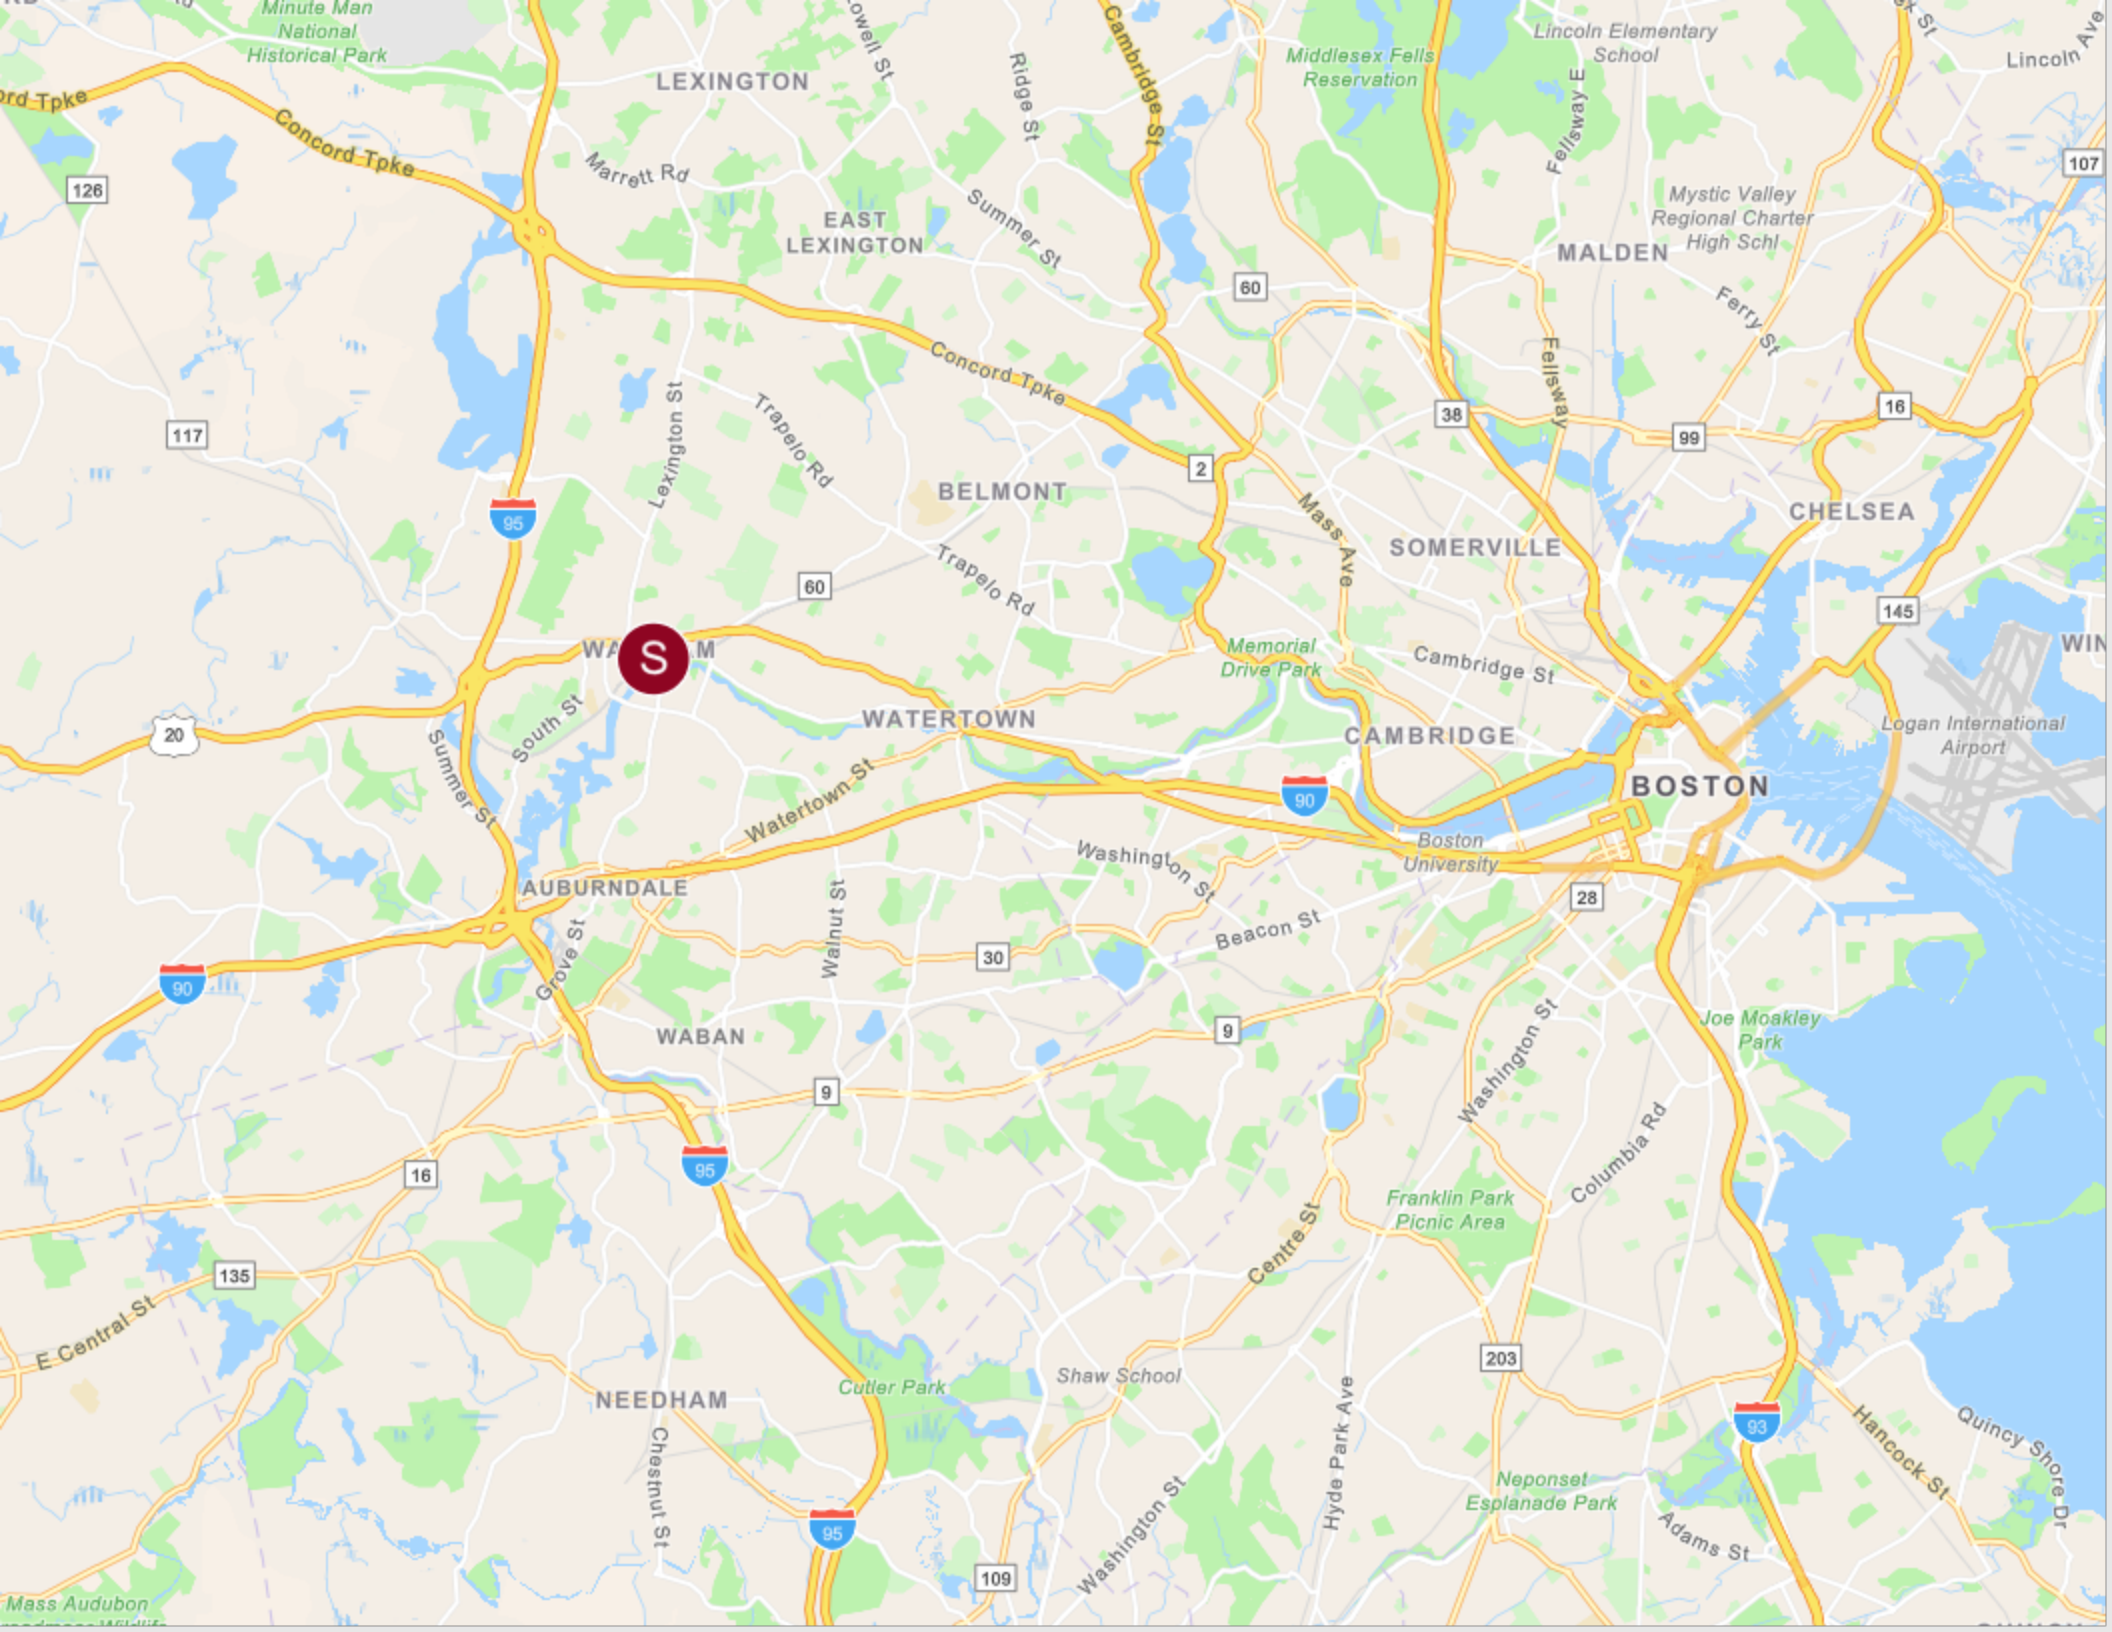 Minute Man
National
Historical Park
Lowell St
Cambridge St
Ridge St
Middlesex Fells
Reservation
Lincoln Elementary
School
Lincoln Ave
LEXINGTON
Concord Tpke
Fellsway E
107
126
Marrett Rd
Summer St
Mystic Valley
Regional Charter
High Schl
EAST
LEXINGTON
MALDEN
60
Ferry St
Concord Tpke
Fellsway
Lexington St
Trapelo Rd
38
16
117
99
2
BELMONT
Mass Ave
CHELSEA
95
SOMERVILLE
Trapelo Rd
60
145
S
Memorial
Drive Park
Cambridge St
South St
WATERTOWN
CAMBRIDGE
Logan International
Airport
20
Summer St
BOSTON
90
Watertown St
Boston
University
Washington St
AUBURNDALE
28
Walnut St
Beacon St
Grove St
30
90
WABAN
9
Joe Moakley
Park
Washington St
9
Columbia Rd
95
16
Franklin Park
Picnic Area
Centre St
135
E Central St
203
Shaw School
Cutler Park
NEEDHAM
Hyde Park Ave
93
Hancock St
Quincy Shore Dr
Chestnut St
Neponset
Esplanade Park
95
Washington St
Adams St
109
Mass Audubon